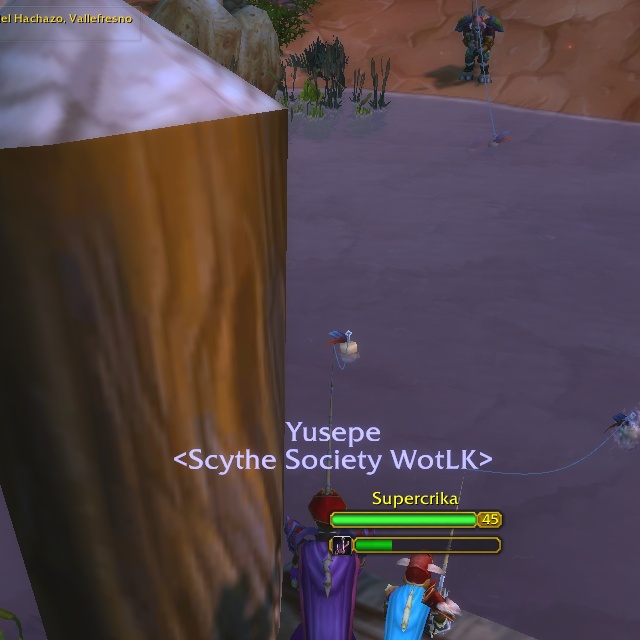 el Hachazo, Vallefresno
Yusepe
<Scythe Society WotLK>
Supercrika
45